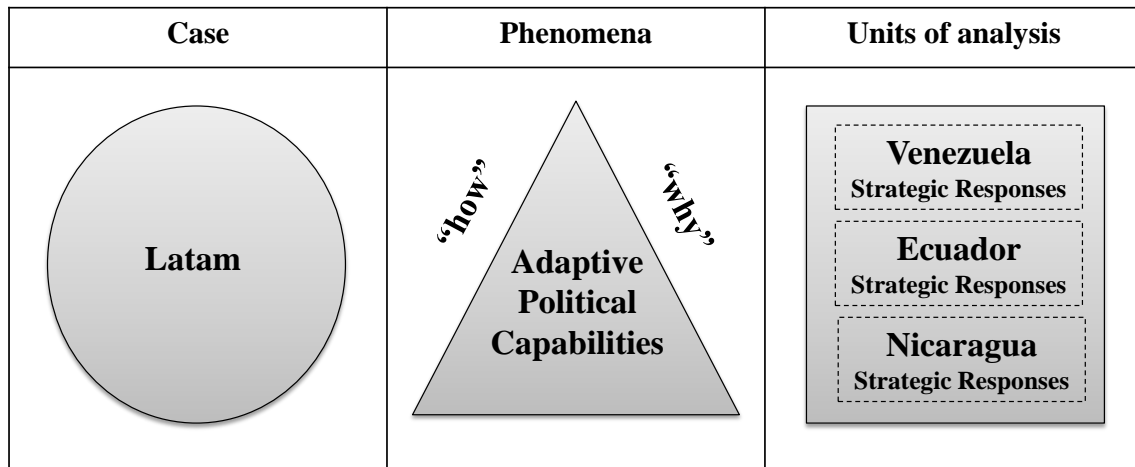 Case
Phenomena
Units of analysis
Latam
“how”
“why”
Adaptive
Political
Capabilities
Venezuela
Strategic Responses
Ecuador
Strategic Responses
Nicaragua
Strategic Responses